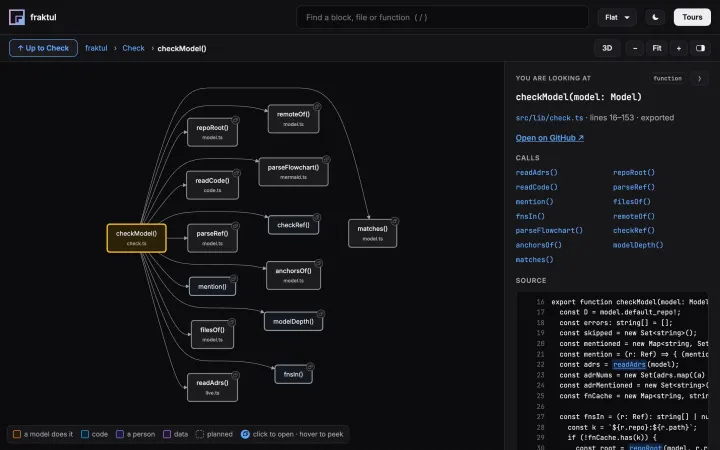 fraktul
Find a block, file or function ( / )
Flat
Tours
↑ Up to Check
fraktul › Check › checkModel()
3D
−
Fit
+
remoteOf()
model.ts
repoRoot()
model.ts
parseFlowchart()
mermaid.ts
readCode()
code.ts
checkRef()
matches()
model.ts
checkModel()
check.ts
parseRef()
model.ts
anchorsOf()
model.ts
mention()
modelDepth()
filesOf()
model.ts
fnsIn()
readAdrs()
live.ts
a model does it
code
a person
data
planned
click to open · hover to peek
YOU ARE LOOKING AT
function
checkModel(model: Model)
src/lib/check.ts · lines 16–153 · exported
Open on GitHub ↗
CALLS
readAdrs() repoRoot()
readCode() parseRef()
mention() filesOf()
fnsIn() remoteOf()
parseFlowchart() checkRef()
anchorsOf() modelDepth()
matches()
SOURCE
16 export function checkModel(model: Model
17 const D = model.default_repo!;
18 const errors: string[] = [];
19 const skipped = new Set<string>();
20 const mentioned = new Map<string, Set
21 const mention = (r: Ref) => { (mentio
22 const adrs = readAdrs(model);
23 const adrNums = new Set(adrs.map((a)
24 const adrMentioned = new Set<string>(
25 const fnCache = new Map<string, strin
26
27 const fnsIn = (r: Ref): string[] | nu
28 const k = `${r.repo}:${r.path}`;
29 if (!fnCache.has(k)) {
30 const root = repoRoot(model, r.r